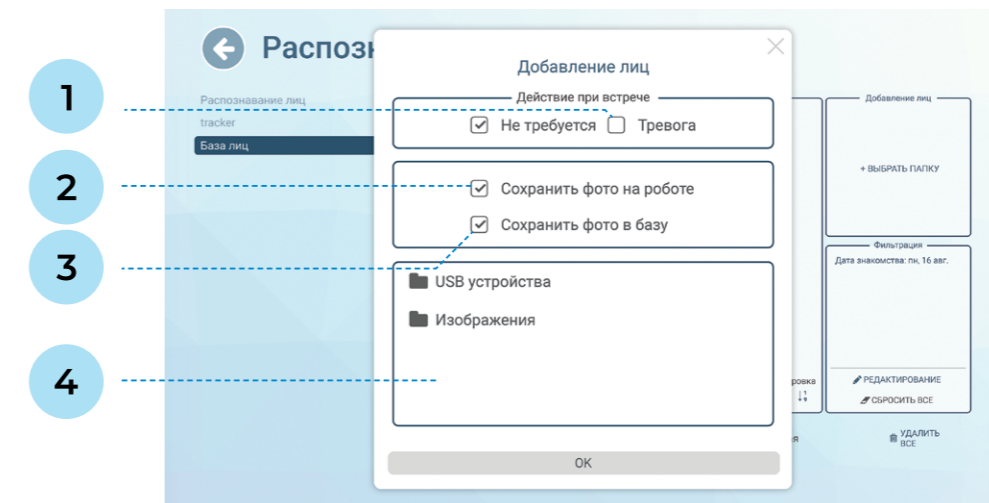 Распозн
Распознавание лиц
tracker
База лиц
1
2
3
4
Добавление лиц
Действие при встрече
Не требуется Тревога
Сохранить фото на роботе
Сохранить фото в базу
USB устройства
Изображения
OK
Добавление лиц
+ ВЫБРАТЬ ПАПКУ
Фильтрация
Дата знакомства: пн, 16 авг.
РЕДАКТИРОВАНИЕ
СБРОСИТЬ ВСЕ
ровка
я
УДАЛИТЬ
ВСЕ